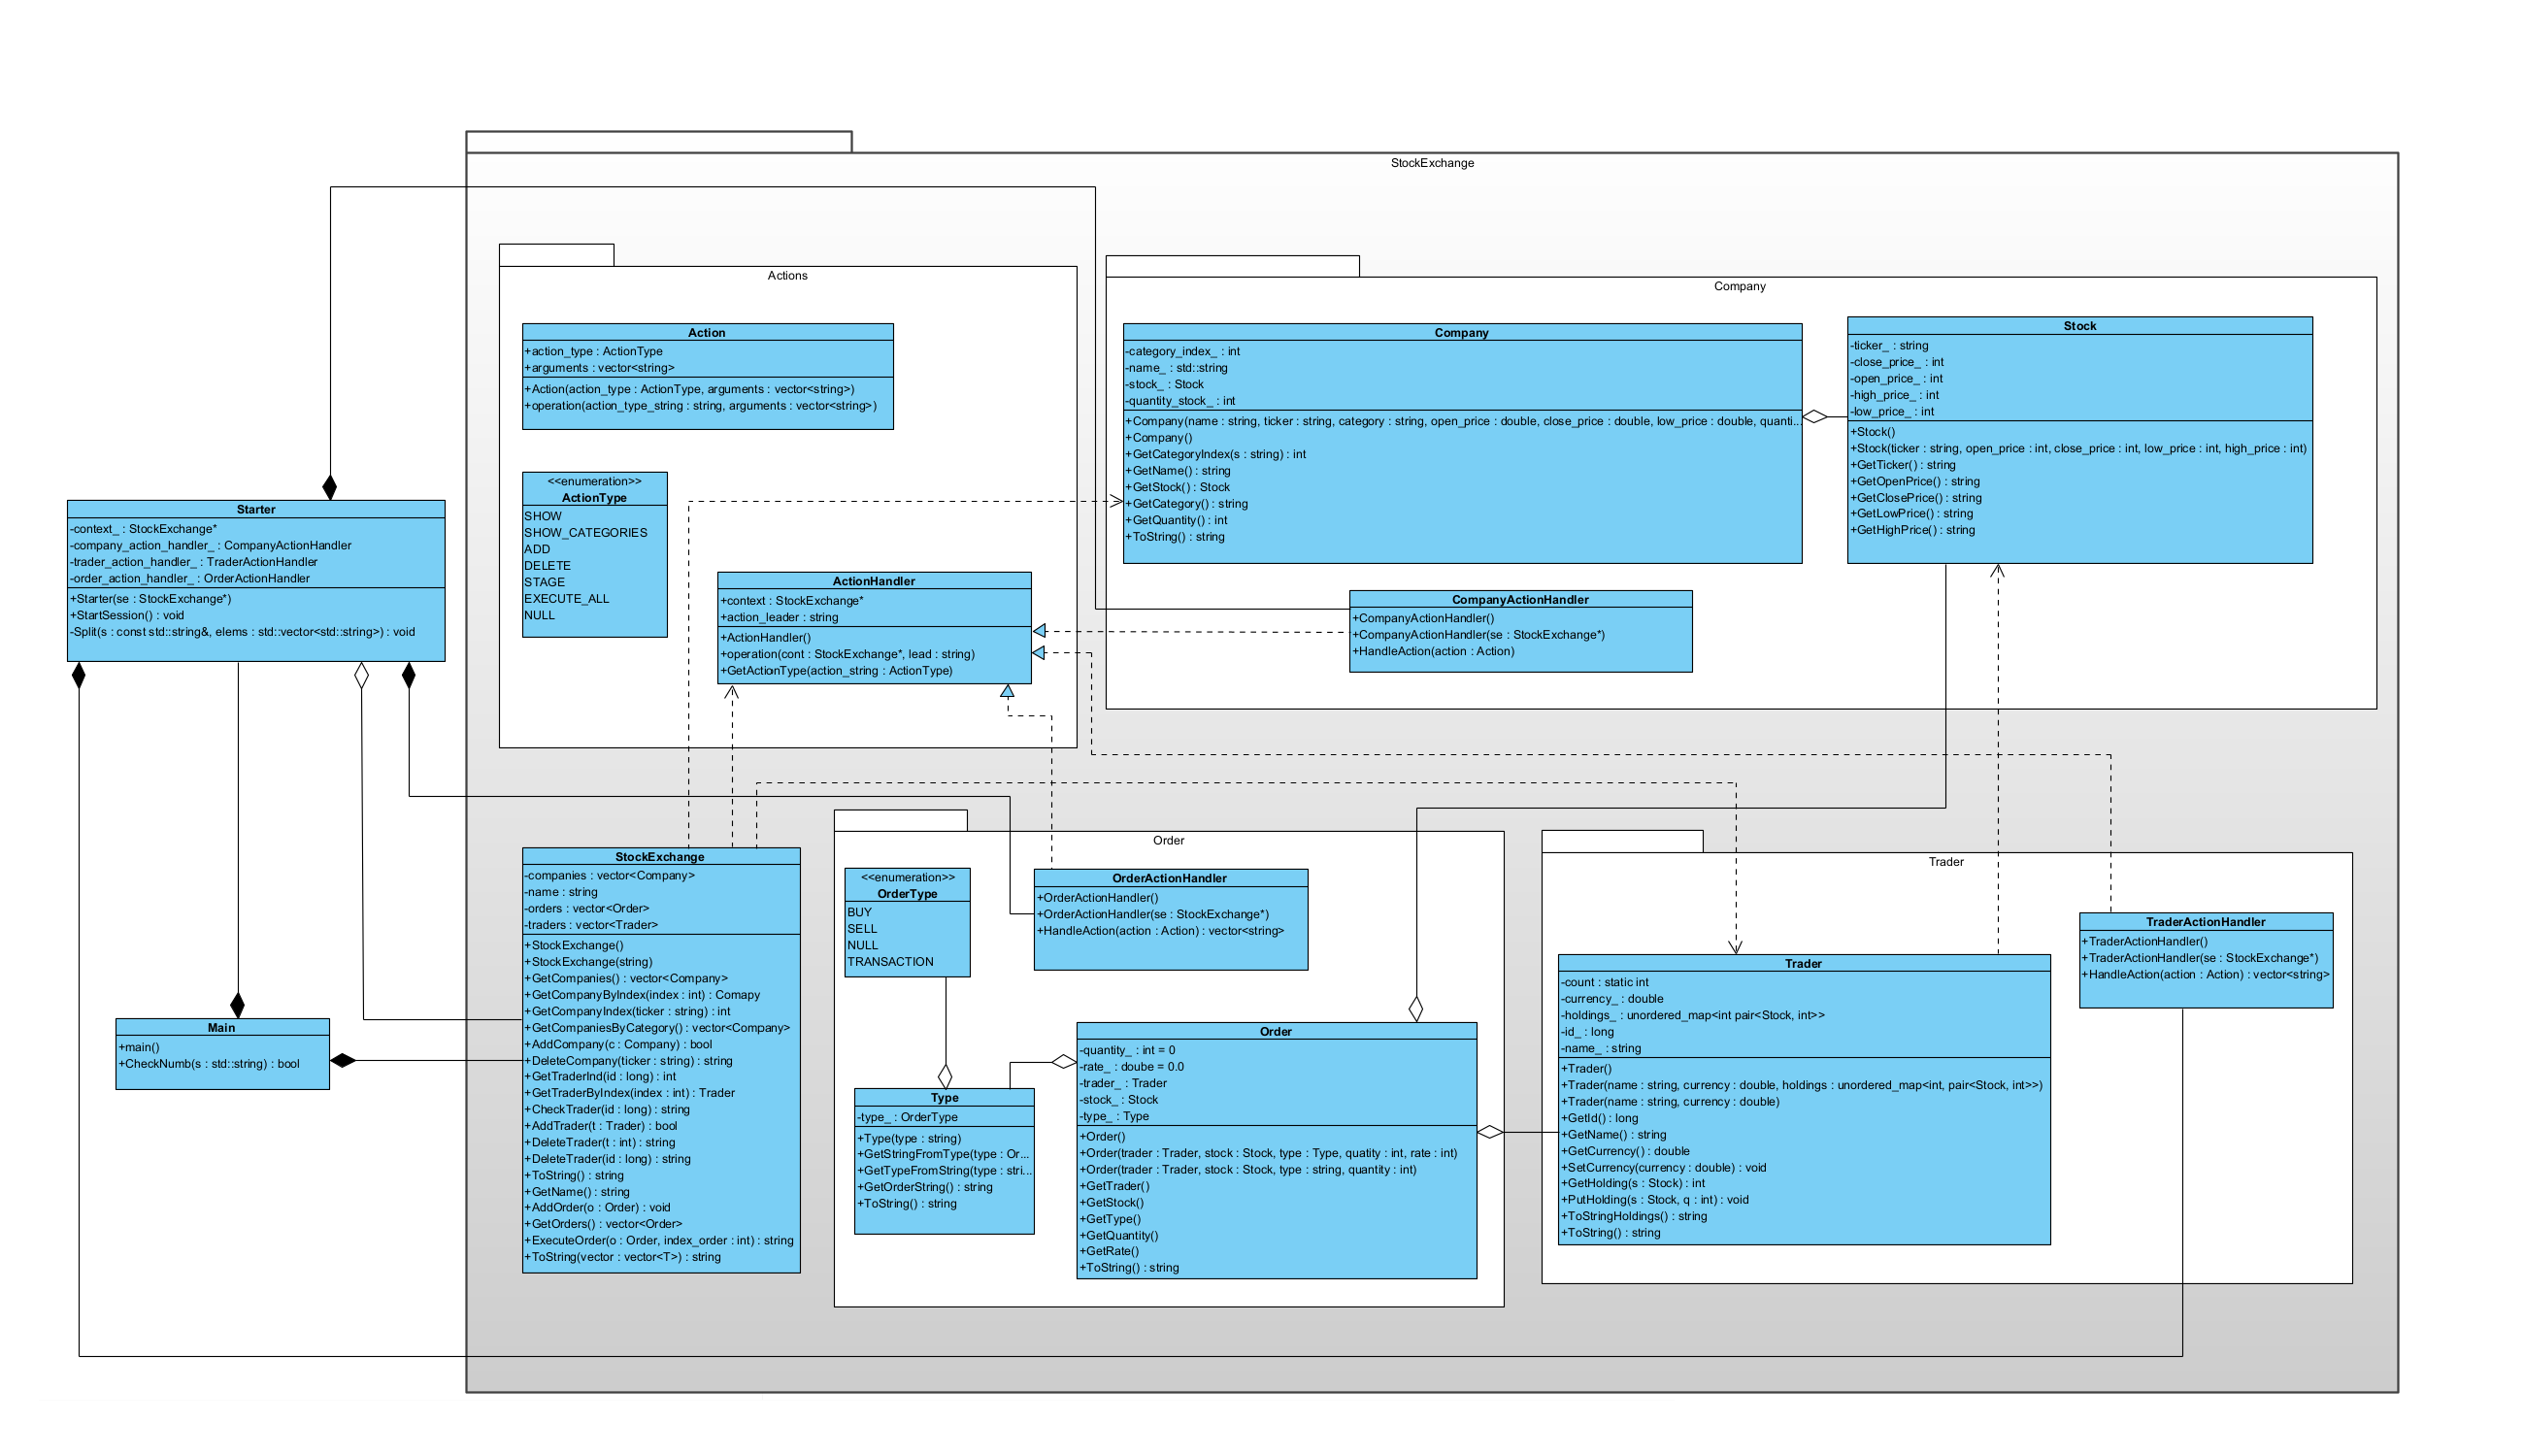 StockExchange
Actions
Action
+action_type : ActionType
+arguments : vector<string>
+Action(action_type : ActionType, arguments : vector<string>)
+operation(action_type_string : string, arguments : vector<string>)
<<enumeration>>
ActionType
SHOW
SHOW_CATEGORIES
ADD
DELETE
STAGE
EXECUTE_ALL
NULL
ActionHandler
+context : StockExchange*
+action_leader : string
+ActionHandler()
+operation(cont : StockExchange*, lead : string)
+GetActionType(action_string : ActionType)
Company
Company
-category_index_ : int
-name_ : std::string
-stock_ : Stock
-quantity_stock_ : int
+Company(name : string, ticker : string, category : string, open_price : double, close_price : double, low_price : double, quanti...
+Company()
+GetCategoryIndex(s : string) : int
+GetName() : string
+GetStock() : Stock
+GetCategory() : string
+GetQuantity() : int
+ToString() : string
Stock
-ticker_ : string
-close_price_ : int
-open_price_ : int
-high_price_ : int
-low_price_ : int
+Stock()
+Stock(ticker : string, open_price : int, close_price : int, low_price : int, high_price : int)
+GetTicker() : string
+GetOpenPrice() : string
+GetClosePrice() : string
+GetLowPrice() : string
+GetHighPrice() : string
CompanyActionHandler
+CompanyActionHandler()
+CompanyActionHandler(se : StockExchange*)
+HandleAction(action : Action)
Starter
-context_ : StockExchange*
-company_action_handler_ : CompanyActionHandler
-trader_action_handler_ : TraderActionHandler
-order_action_handler_ : OrderActionHandler
+Starter(se : StockExchange*)
+StartSession() : void
-Split(s : const std::string&, elems : std::vector<std::string>) : void
Main
+main()
+CheckNumb(s : std::string) : bool
StockExchange
-companies : vector<Company>
-name : string
-orders : vector<Order>
-traders : vector<Trader>
+StockExchange()
+StockExchange(string)
+GetCompanies() : vector<Company>
+GetCompanyByIndex(index : int) : Comapy
+GetCompanyIndex(ticker : string) : int
+GetCompaniesByCategory() : vector<Company>
+AddCompany(c : Company) : bool
+DeleteCompany(ticker : string) : string
+GetTraderInd(id : long) : int
+GetTraderByIndex(index : int) : Trader
+CheckTrader(id : long) : string
+AddTrader(t : Trader) : bool
+DeleteTrader(t : int) : string
+DeleteTrader(id : long) : string
+ToString() : string
+GetName() : string
+AddOrder(o : Order) : void
+GetOrders() : vector<Order>
+ExecuteOrder(o : Order, index_order : int) : string
+ToString(vector : vector<T>) : string
Order
<<enumeration>>
OrderType
BUY
SELL
NULL
TRANSACTION
OrderActionHandler
+OrderActionHandler()
+OrderActionHandler(se : StockExchange*)
+HandleAction(action : Action) : vector<string>
Type
-type_ : OrderType
+Type(type : string)
+GetStringFromType(type : Or...
+GetTypeFromString(type : stri...
+GetOrderString() : string
+ToString() : string
Order
-quantity_ : int = 0
-rate_ : doube = 0.0
-trader_ : Trader
-stock_ : Stock
-type_ : Type
+Order()
+Order(trader : Trader, stock : Stock, type : Type, quatity : int, rate : int)
+Order(trader : Trader, stock : Stock, type : string, quantity : int)
+GetTrader()
+GetStock()
+GetType()
+GetQuantity()
+GetRate()
+ToString() : string
Trader
Trader
-count : static int
-currency_ : double
-holdings_ : unordered_map<int pair<Stock, int>>
-id_ : long
-name_ : string
+Trader()
+Trader(name : string, currency : double, holdings : unordered_map<int, pair<Stock, int>>)
+Trader(name : string, currency : double)
+GetId() : long
+GetName() : string
+GetCurrency() : double
+SetCurrency(currency : double) : void
+GetHolding(s : Stock) : int
+PutHolding(s : Stock, q : int) : void
+ToStringHoldings() : string
+ToString() : string
TraderActionHandler
+TraderActionHandler()
+TraderActionHandler(se : StockExchange*)
+HandleAction(action : Action) : vector<string>